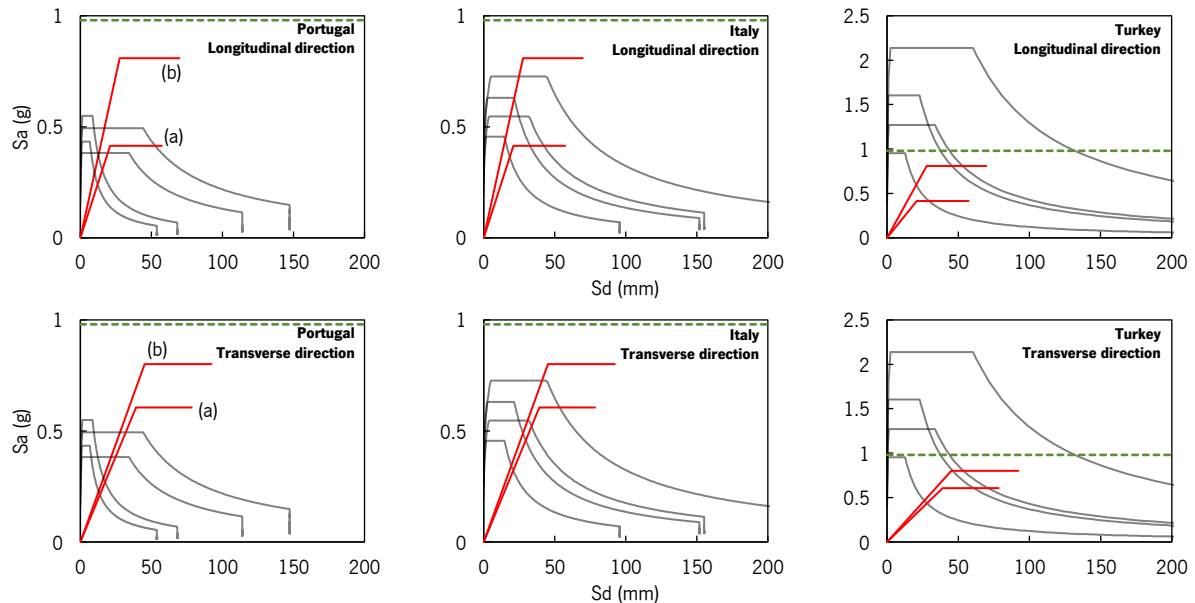 Portugal
Longitudinal direction
(b)
(a)
1
0.5
0
0 50 100 150 200
Sa (g)
Italy
Longitudinal direction
1
0.5
0
0 50 100 150 200
Sd (mm)
Turkey
Longitudinal direction
2.5
2
1.5
1
0.5
0
0 50 100 150 200
Portugal
Transverse direction
(b)
(a)
1
0.5
0
0 50 100 150 200
Sa (g)
Italy
Transverse direction
1
0.5
0
0 50 100 150 200
Sd (mm)
Turkey
Transverse direction
2.5
2
1.5
1
0.5
0
0 50 100 150 200